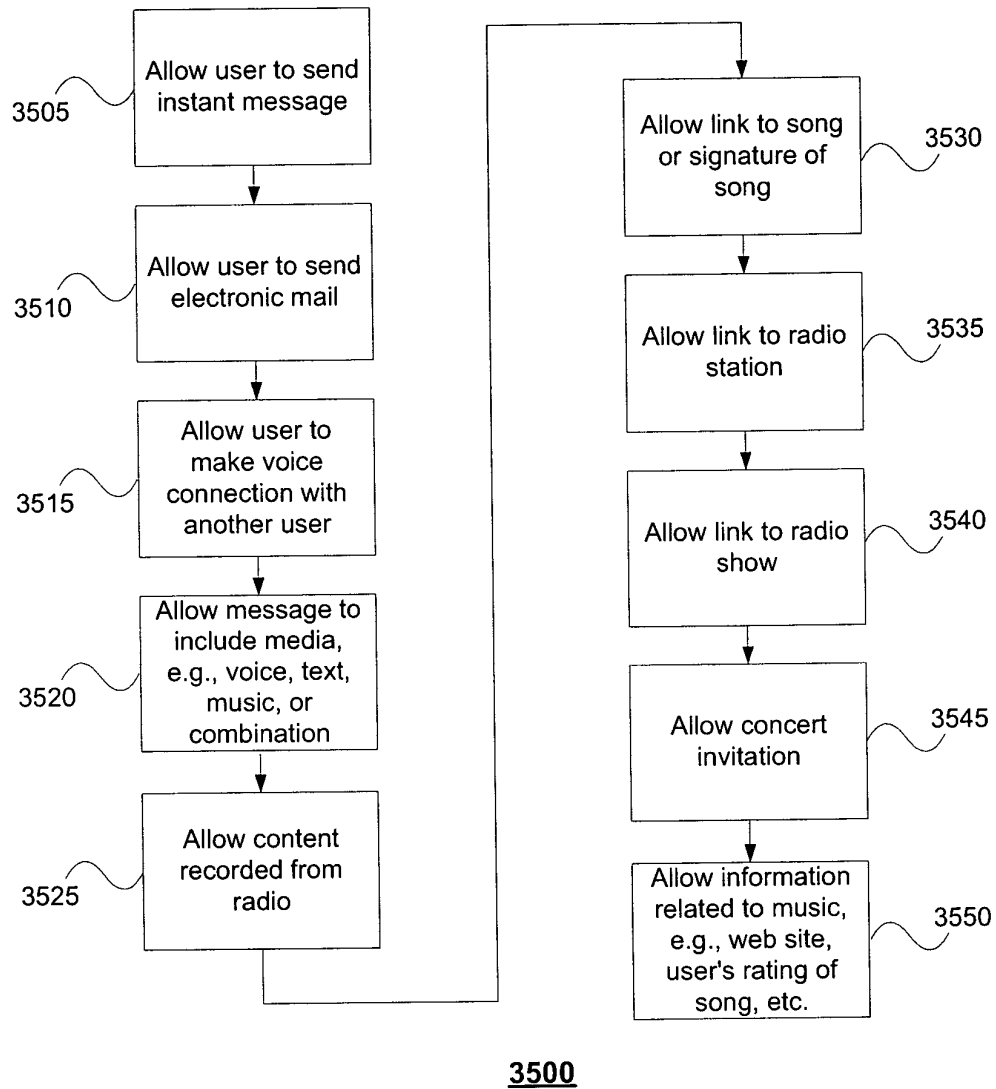 Allow user to send
instant message
3505
Allow user to send
electronic mail
3510
Allow user to
make voice
connection with
another user
3515
Allow message to
include media,
e.g., voice, text,
music, or
combination
3520
Allow content
recorded from
radio
3525
Allow link to song
or signature of
song
3530
Allow link to radio
station
3535
Allow link to radio
show
3540
Allow concert
invitation
3545
Allow information
related to music,
e.g., web site,
user's rating of
song, etc.
3550
3500